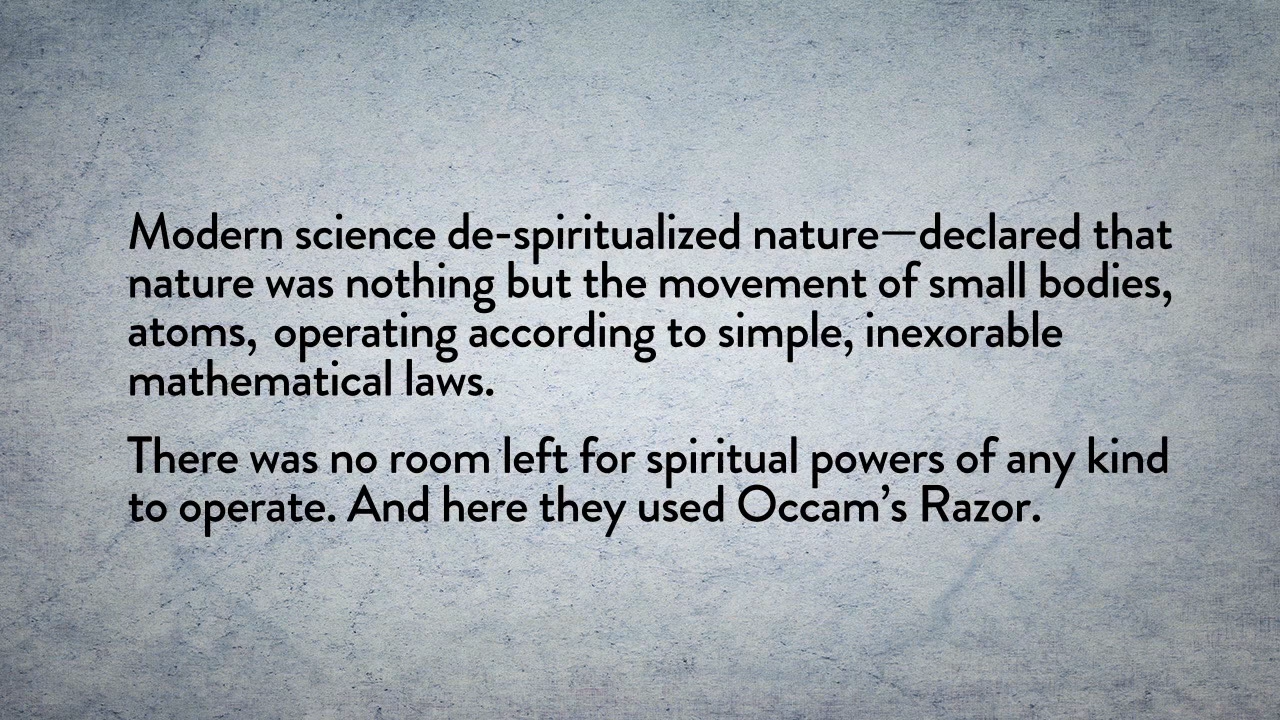 Modern science de-spiritualized nature—declared that
nature was nothing but the movement of small bodies,
atoms, operating according to simple, inexorable
mathematical laws.
There was no room left for spiritual powers of any kind
to operate. And here they used Occam’s Razor.